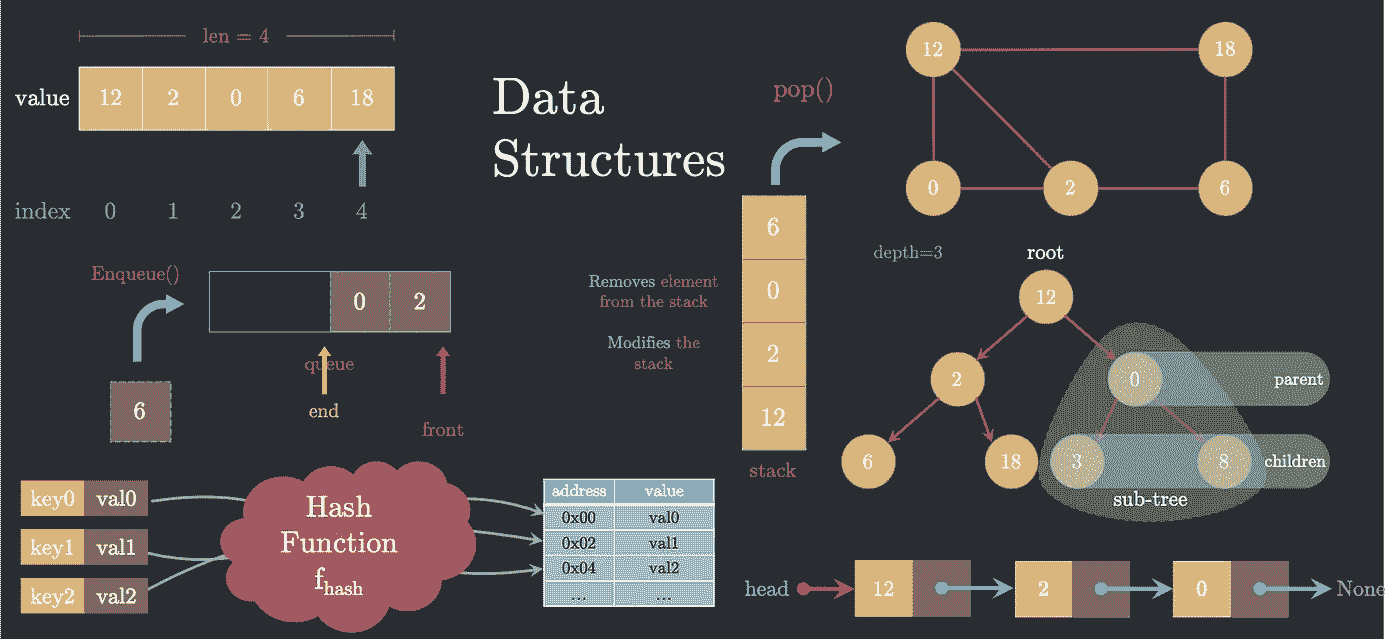 len = 4
value 12 2 0 6 18
index 0 1 2 3 4
Data
Structures
Enqueue()
0 2
queue
6
end
front
pop()
6
0
2
12
stack
Removes element
from the stack
Modifies the
stack
12 18
0 2 6
depth=3
root
12
2 0 parent
6 18 3 8 children
sub-tree
key0 val0
key1 val1
key2 val2
Hash
Function
fhash
address value
0x00 val0
0x02 val1
0x04 val2
... ...
head 12 2 0 None